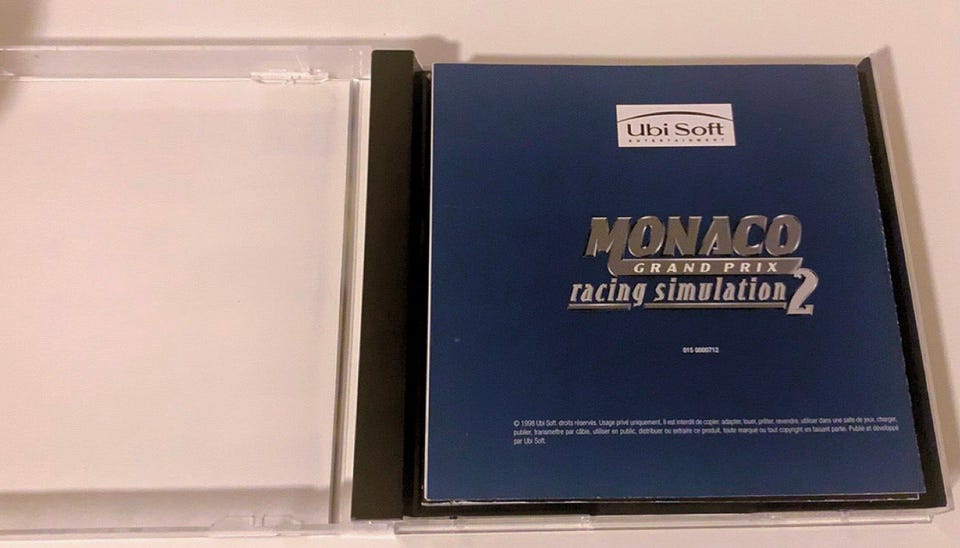 Ubi Soft
ENTERTAINMENT
MONACO
GRAND PRIX
racing simulation 2
015 0000712
© 1998 Ubi Soft. droits réservés. Usage privé uniquement, Il est interdit de copier, adapter, louer, prêter, revendre, utiliser dans une salle de jeux, charger,
publier, transmettre par câble, utiliser en public, distribuer ou extraire ce produit, toute marque ou tout copyright en faisant partie. Publié et développé
par Ubi Soft.